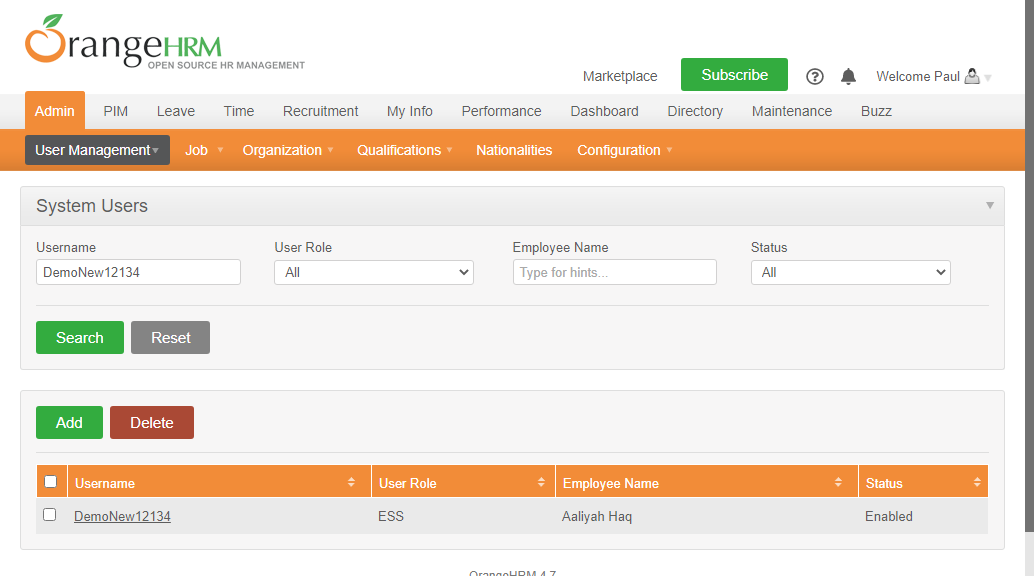 OrangeHRM
OPEN SOURCE HR MANAGEMENT
Marketplace Subscribe Welcome Paul
Admin PIM Leave Time Recruitment My Info Performance Dashboard Directory Maintenance Buzz
User Management Job Organization Qualifications Nationalities Configuration
System Users
Username User Role Employee Name Status
DemoNew12134 All Type for hints... All
Search Reset
Add Delete
Username User Role Employee Name Status
DemoNew12134 ESS Aaliyah Haq Enabled
OrangeHRM 4.7